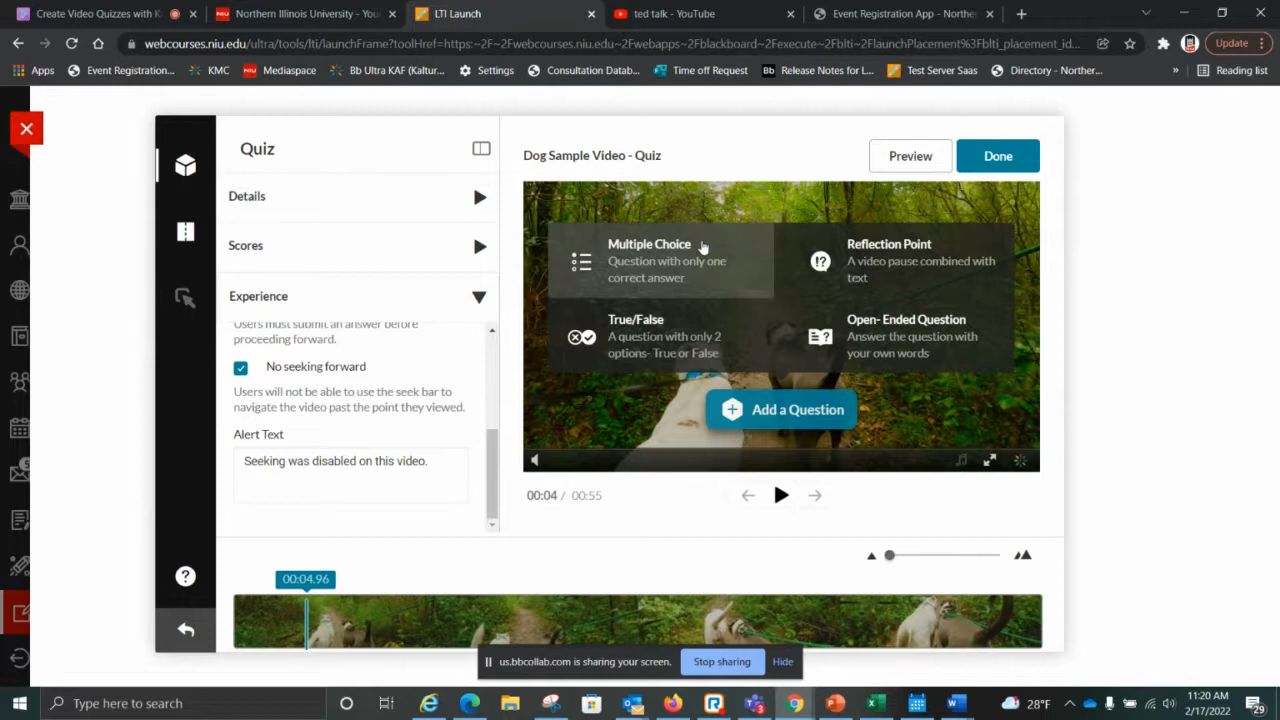 Create Video Quizzes with K
Northern Illinois University - You
LTI Launch
ted talk - YouTube
Event Registration App - Northe
webcourses.niu.edu/ultra/tools/lti/launchFrame?toolHref=https:~2F~2Fwebcourses.niu.edu~2Fwebapps~2Fblackboard~2Fexecute~2Fblti~2FlaunchPlacement%3Fblti_placement_id...
Update
Apps
Event Registration...
KMC
NIU
Mediaspace
Bb Ultra KAF (Kaltur...
Settings
Consultation Datab...
Time off Request
Bb
Release Notes for L...
Test Server Saas
Directory - Norther...
»
Reading list
Quiz
Dog Sample Video - Quiz
Preview
Done
Details
Scores
Experience
Users must submit an answer before
proceeding forward.
No seeking forward
Users will not be able to use the seek bar to
navigate the video past the point they viewed.
Alert Text
Seeking was disabled on this video.
Multiple Choice
Question with only one
correct answer
Reflection Point
A video pause combined with
text
True/False
A question with only 2
options- True or False
Open- Ended Question
Answer the question with
your own words
Add a Question
00:04 / 00:55
00:04.96
us.bbcollab.com is sharing your screen.
Stop sharing
Hide
Type here to search
28°F
11:20 AM
2/17/2022
29